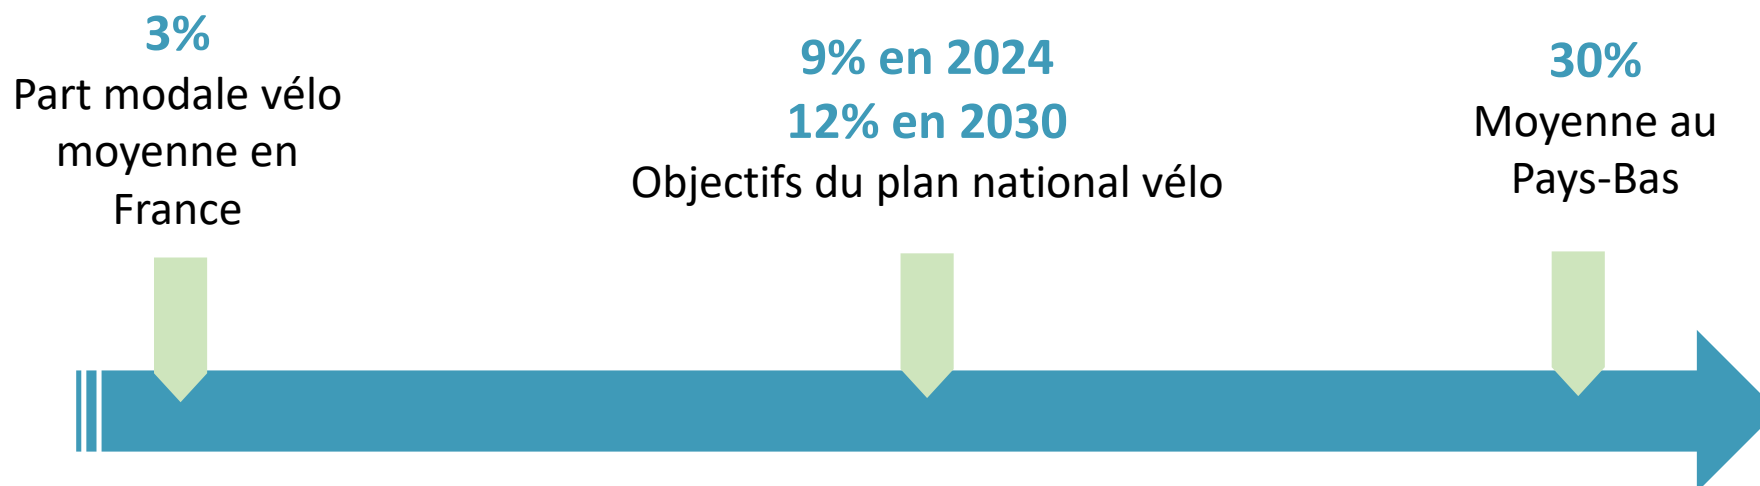 3%
Part modale vélo
moyenne en
France
9% en 2024
12% en 2030
Objectifs du plan national vélo
30%
Moyenne au
Pays-Bas